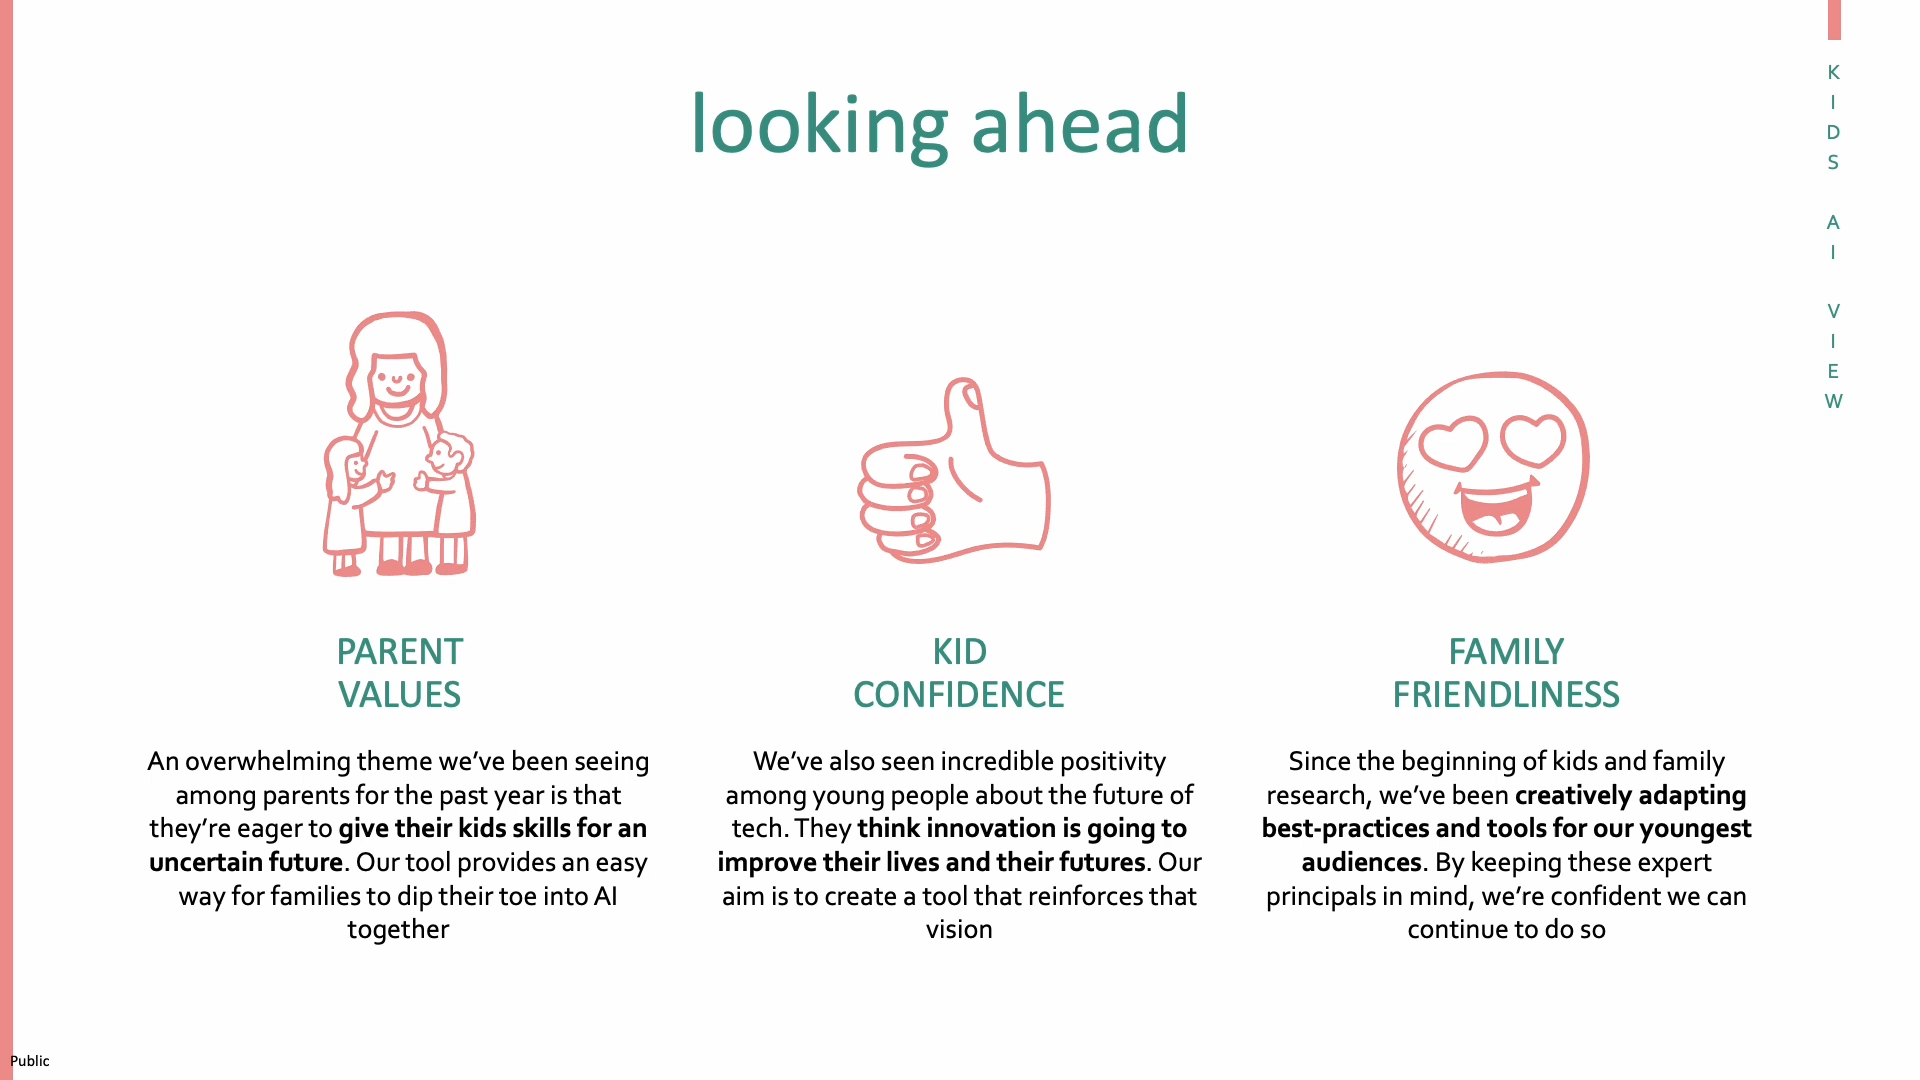 looking ahead
KIDS AI VIEW
PARENT
VALUES
An overwhelming theme we’ve been seeing
among parents for the past year is that
they’re eager to give their kids skills for an
uncertain future. Our tool provides an easy
way for families to dip their toe into AI
together
KID
CONFIDENCE
We’ve also seen incredible positivity
among young people about the future of
tech. They think innovation is going to
improve their lives and their futures. Our
aim is to create a tool that reinforces that
vision
FAMILY
FRIENDLINESS
Since the beginning of kids and family
research, we’ve been creatively adapting
best-practices and tools for our youngest
audiences. By keeping these expert
principals in mind, we’re confident we can
continue to do so
Public